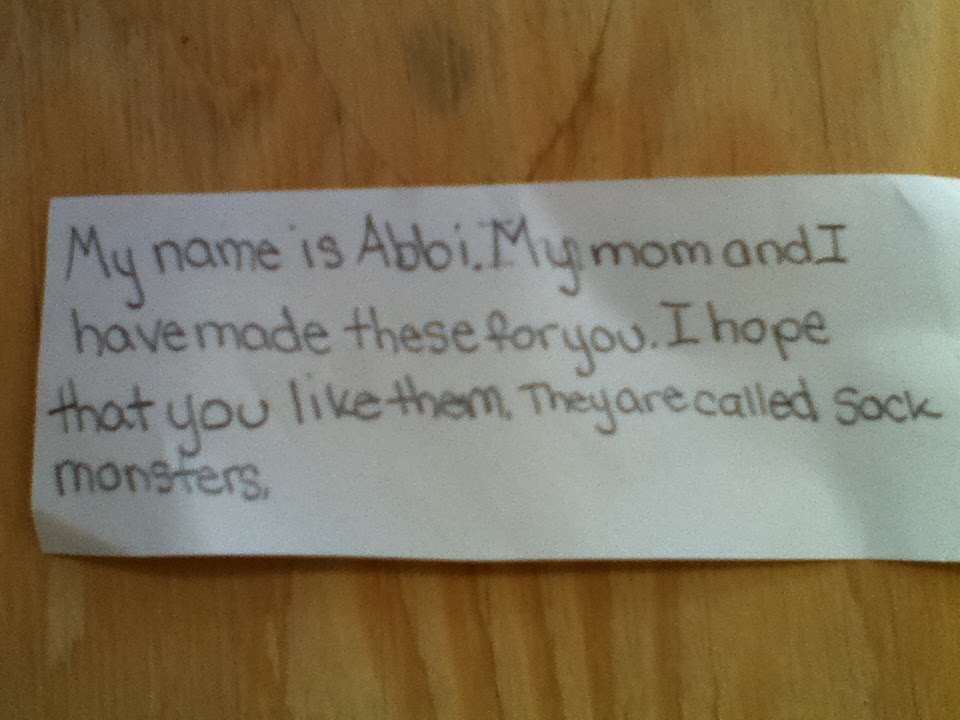 My name is Abbi. My mom and I
have made these for you. I hope
that you like them. They are called Sock
monsters.